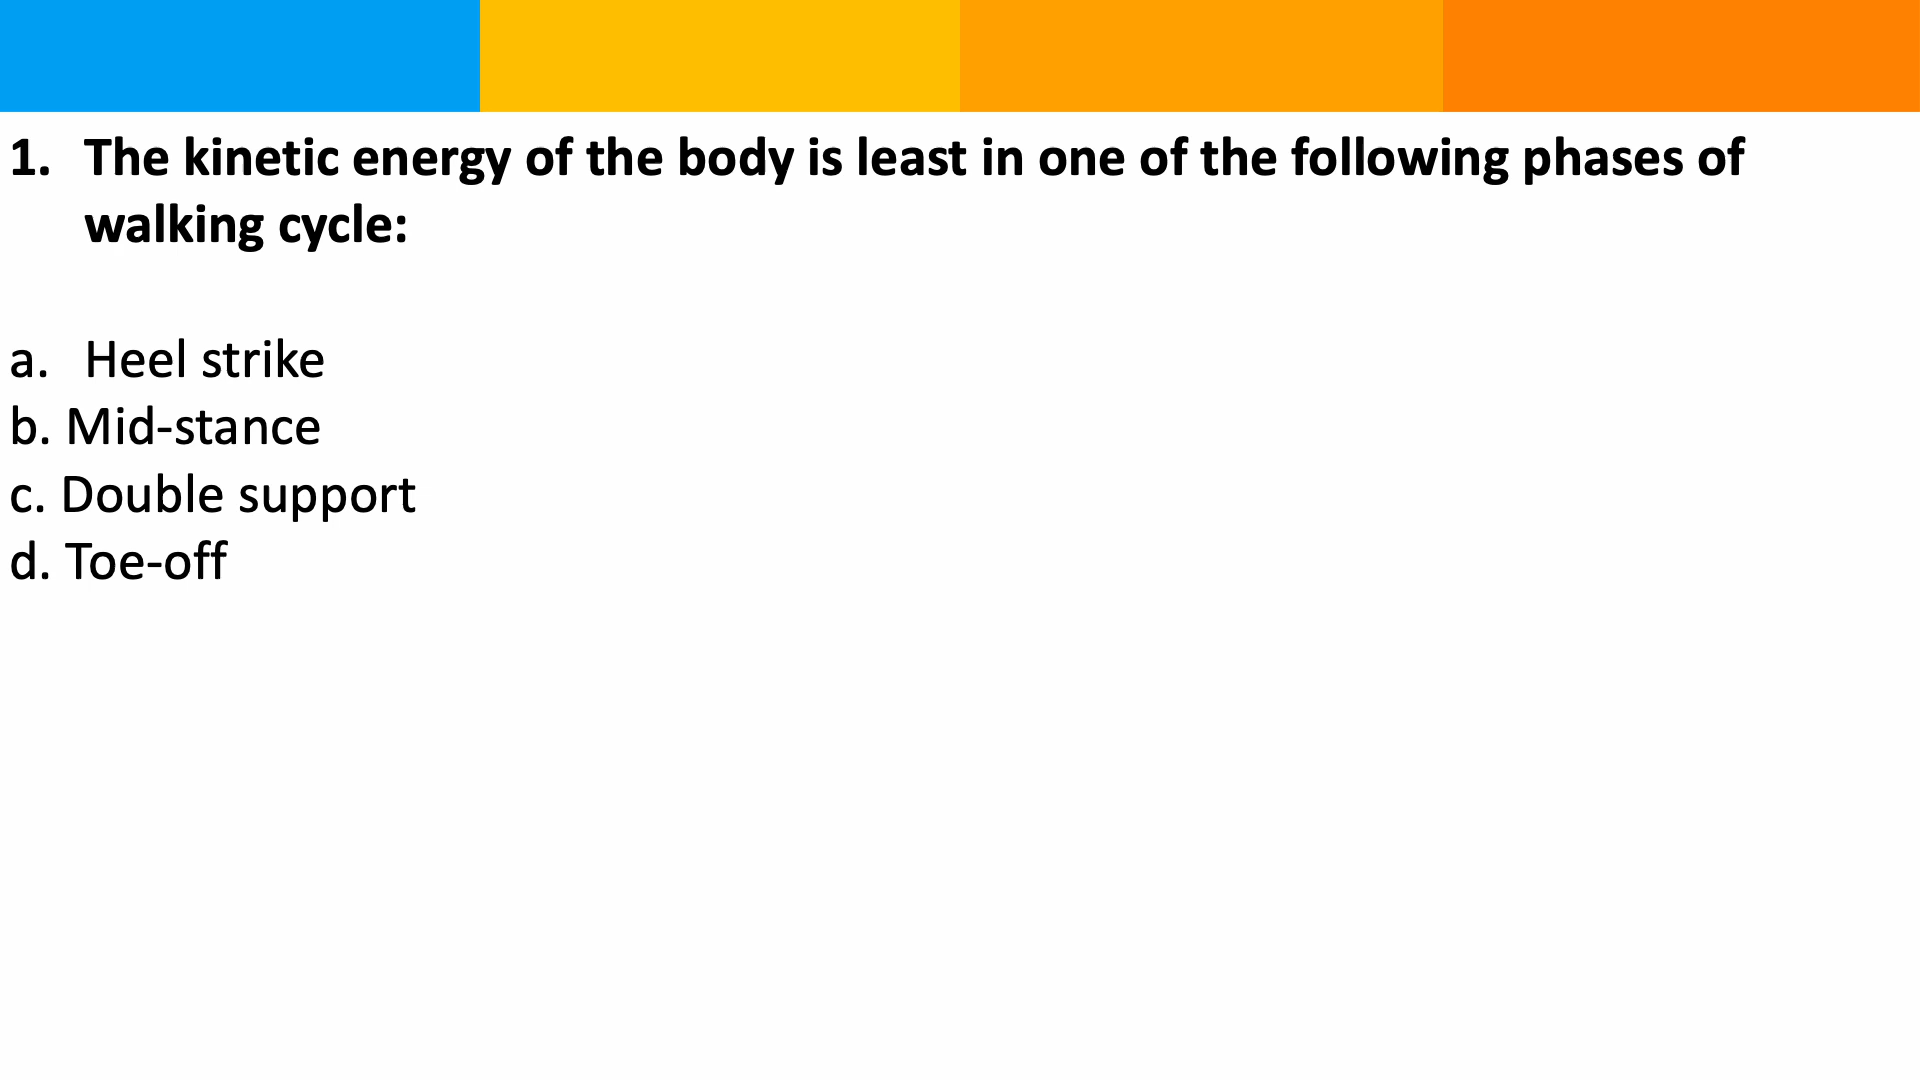 1. The kinetic energy of the body is least in one of the following phases of
walking cycle:
a. Heel strike
b. Mid-stance
c. Double support
d. Toe-off